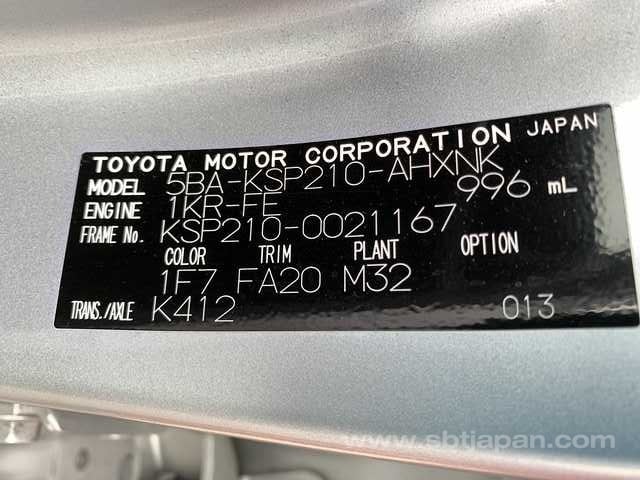 TOYOTA MOTOR CORPORATION JAPAN
MODEL 5BA-KSP210-AHXNK
ENGINE 1KR-FE 996 mL
FRAME No. KSP210-0021167
COLOR TRIM PLANT OPTION
1F7 FA20 M32
TRANS./AXLE K412 013
www.sbtjapan.com